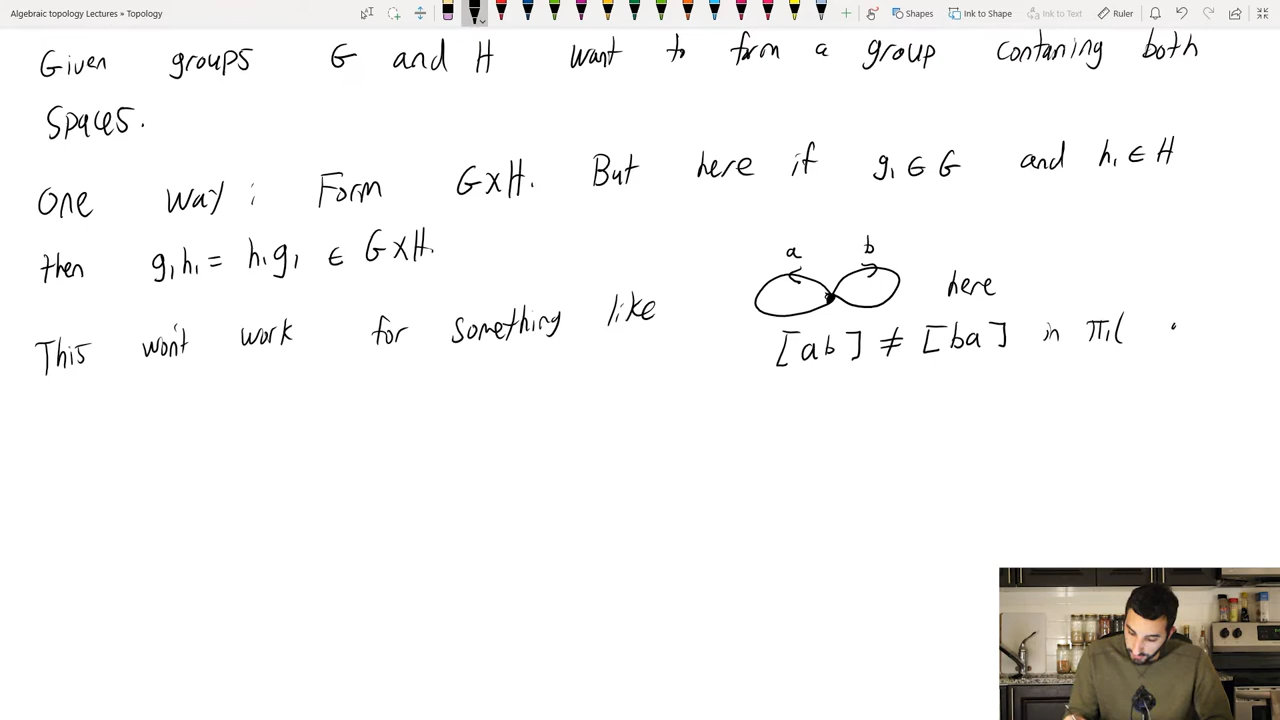 Algebraic topology Lectures » Topology
Shapes Ink to Shape Ink to Text Ruler
Given groups G and H want to form a group contaning both
Spaces.
One way: Form G×H. But here if g₁ ∈ G and h₁ ∈ H
then g₁h₁ = h₁g₁ ∈ G×H.
a b
This won't work for something like here
[ab] ≠ [ba] in π₁(